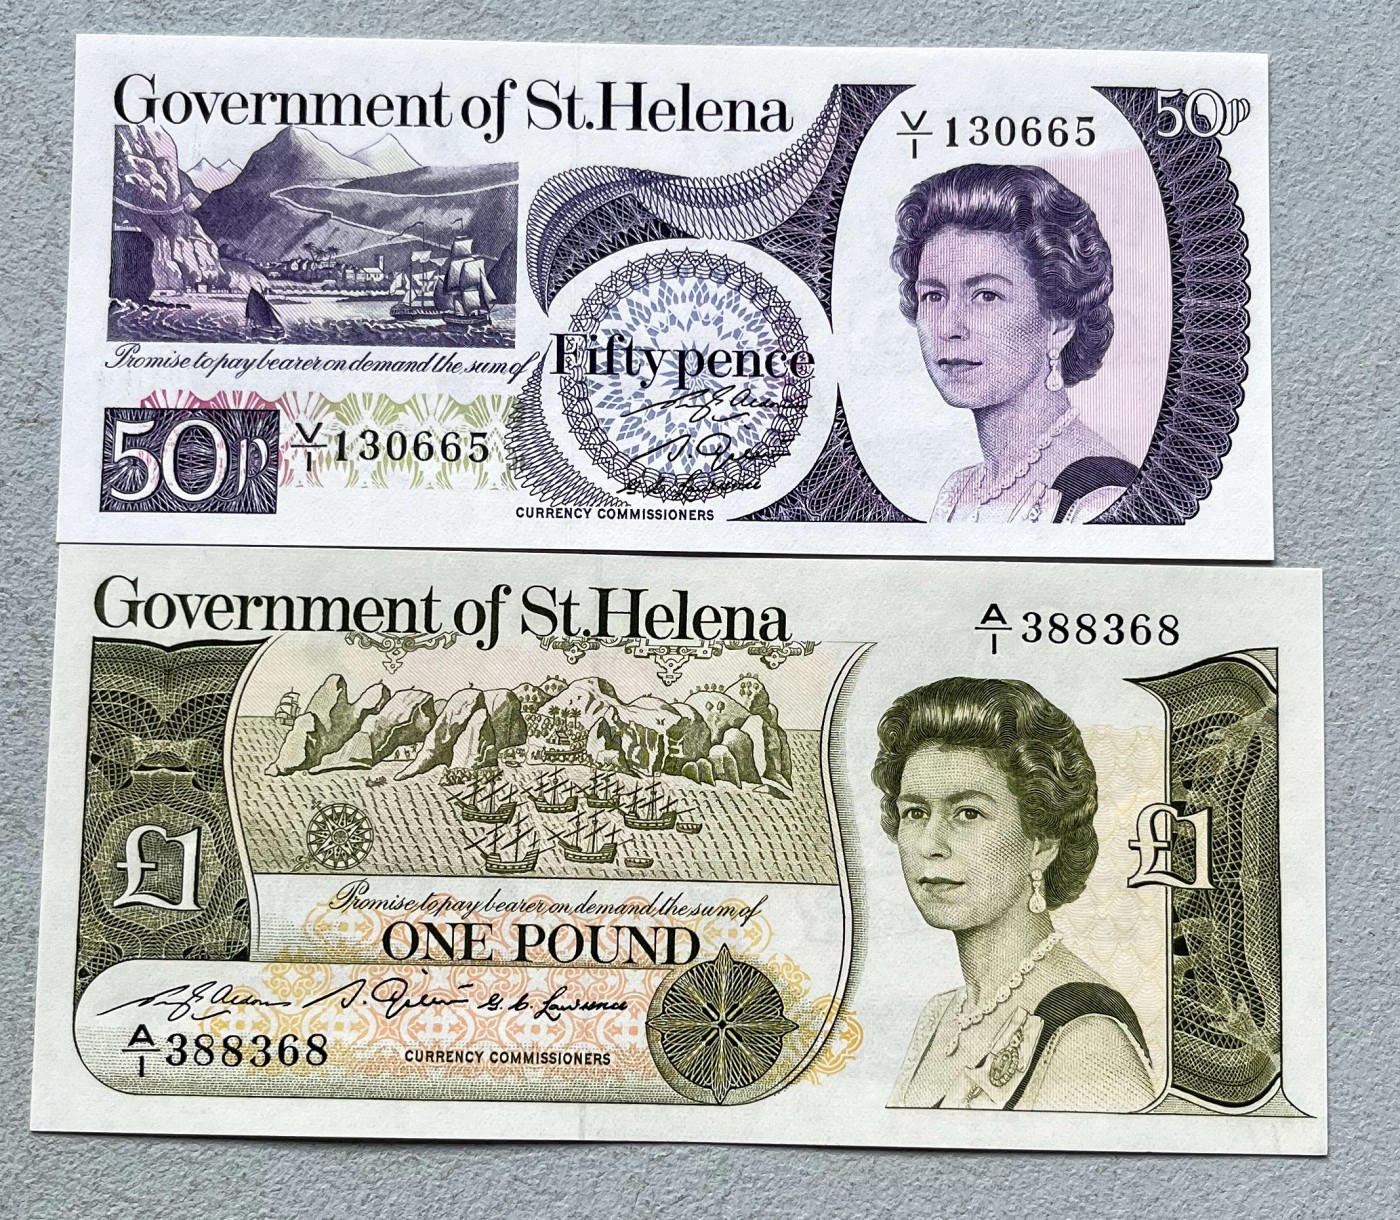 Government of St.Helena
V/1 130665
50p
Promise to pay bearer on demand the sum of
Fifty pence
50p
V/1 130665
CURRENCY COMMISSIONERS
Government of St.Helena
A/1 388368
£1
£1
Promise to pay bearer on demand the sum of
ONE POUND
G. C. Lawrence
A/1 388368
CURRENCY COMMISSIONERS